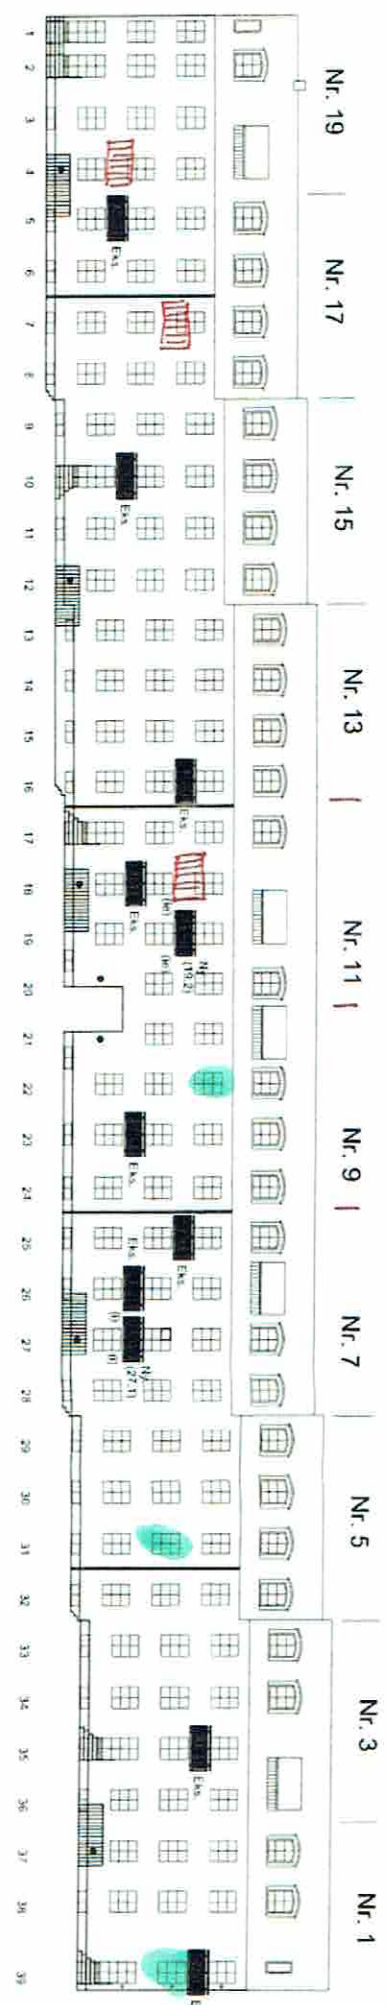 Nr. 19
Nr. 17
Nr. 15
Nr. 13
Nr. 11
Nr. 9
Nr. 7
Nr. 5
Nr. 3
Nr. 1
Eks.
Eks.
Eks.
Eks.
Ny
(19.2)
Eks.
Eks.
Eks.
Ny
(27.1)
Eks.
E
1 2 3 4 5 6 7 8 9 10 11 12 13 14 15 16 17 18 19 20 21 22 23 24 25 26 27 28 29 30 31 32 33 34 35 36 37 38 39